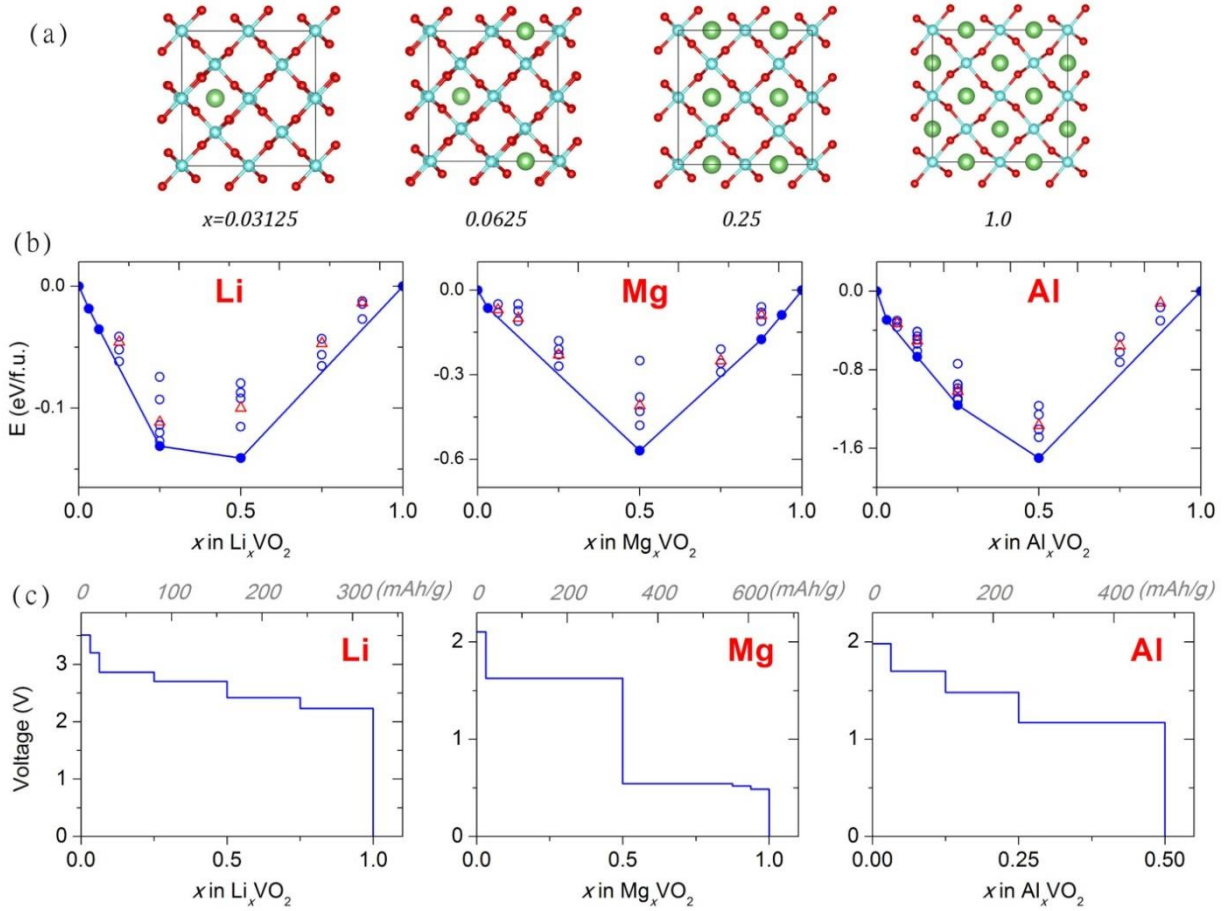 (a)
x=0.03125 0.0625 0.25 1.0
(b)
Li Mg Al
E (eV/f.u.)
0.0
-0.1
0.0
-0.3
-0.6
0.0
-0.6
-1.2
-1.8
0.0 0.5 1.0
0.0 0.5 1.0
0.0 0.5 1.0
x in LiₓVO₂ x in MgₓVO₂ x in AlₓVO₂
(c)
0 100 200 300 (mAh/g)
0 200 400 600 (mAh/g)
0 200 400 (mAh/g)
Li Mg Al
Voltage (V)
3
2
1
0
2
1
0
2
1
0
0.0 0.5 1.0
0.0 0.5 1.0
0.00 0.25 0.50
x in LiₓVO₂ x in MgₓVO₂ x in AlₓVO₂